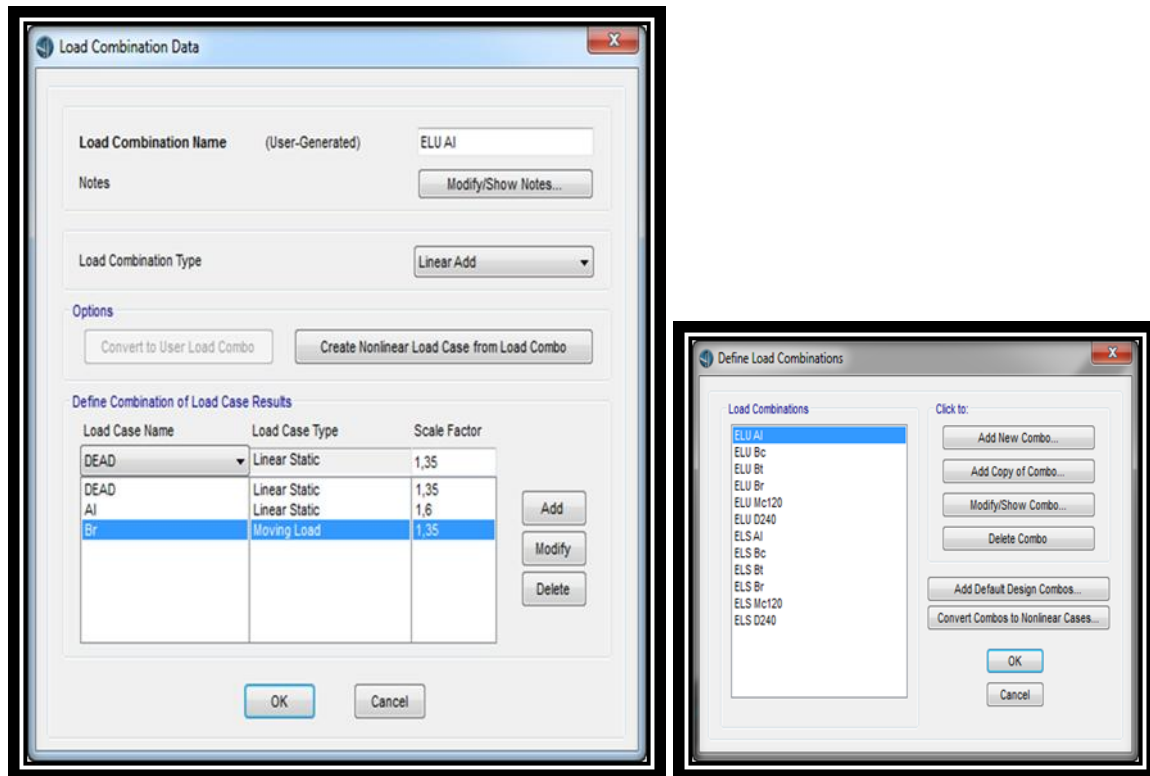 Load Combination Data
X
Load Combination Name (User-Generated) ELU Al
Notes Modify/Show Notes...
Load Combination Type Linear Add
Options
Convert to User Load Combo Create Nonlinear Load Case from Load Combo
Define Combination of Load Case Results
Load Case Name Load Case Type Scale Factor
DEAD Linear Static 1,35
DEAD Linear Static 1,35
Al Linear Static 1,6
Br Moving Load 1,35
Add
Modify
Delete
OK Cancel
Define Load Combinations
X
Load Combinations Click to:
ELU Al
ELU Bc
ELU Bt
ELU Br
ELU Mc120
ELU D240
ELS Al
ELS Bc
ELS Bt
ELS Br
ELS Mc120
ELS D240
Add New Combo...
Add Copy of Combo...
Modify/Show Combo...
Delete Combo
Add Default Design Combos...
Convert Combos to Nonlinear Cases...
OK
Cancel